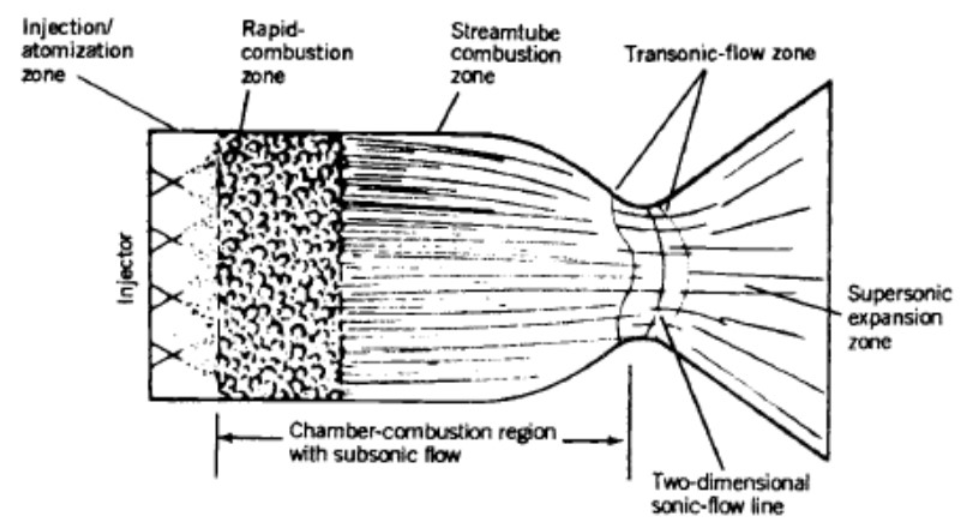 Injection/
atomization
zone
Rapid-
combustion
zone
Streamtube
combustion
zone
Transonic-flow zone
Injector
Supersonic
expansion
zone
Chamber-combustion region
with subsonic flow
Two-dimensional
sonic-flow line